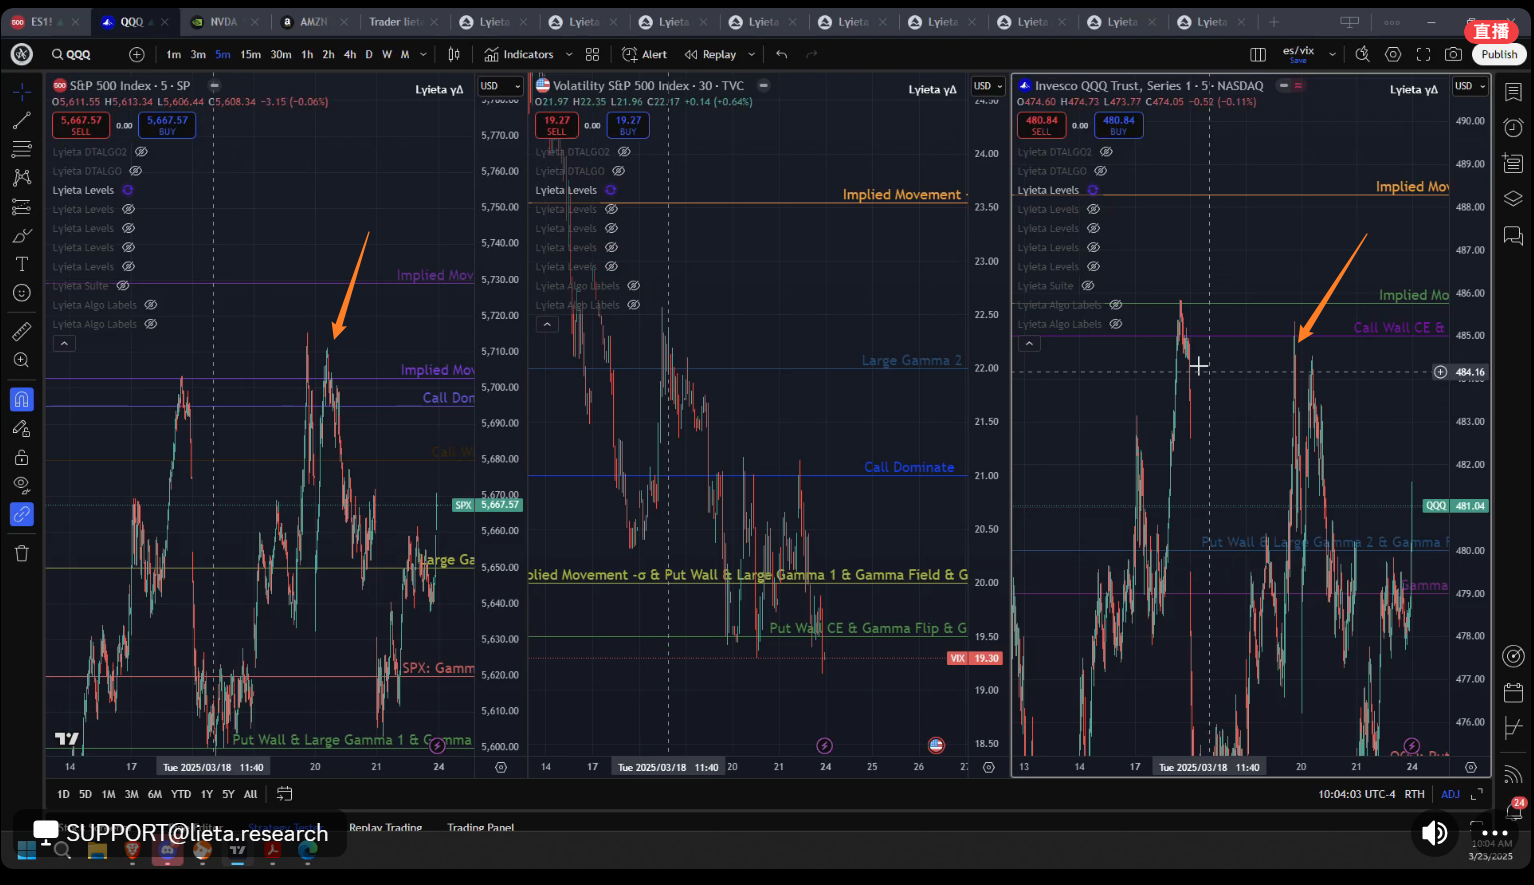 ES1!
QQQ
NVDA
AMZN
Trader lieta
Lyieta
Lyieta
Lyieta
Lyieta
Lyieta
Lyieta
Lyieta
Lyieta
Lyieta
直播
QQQ
1m 3m 5m 15m 30m 1h 2h 4h D W M
Indicators
Alert
Replay
es/vix
Save
Publish
S&P 500 Index · 5 · SP
USD
O5,611.55 H5,613.34 L5,606.44 C5,608.34 -3.15 (-0.06%)
Lyieta γΔ
5,667.57
SELL
0.00
5,667.57
BUY
Lyieta DTALGO2
Lyieta DTALGO
Lyieta Levels
Lyieta Levels
Lyieta Levels
Lyieta Levels
Lyieta Levels
Lyieta Suite
Lyieta Algo Labels
Lyieta Algo Labels
Implied Mov
Implied Mov
Call Dom
Call W
Large Ga
SPX: Gamm
Put Wall & Large Gamma 1 & Gamma
5,770.00
5,760.00
5,750.00
5,740.00
5,730.00
5,720.00
5,710.00
5,700.00
5,690.00
5,680.00
5,670.00
SPX 5,667.57
5,660.00
5,650.00
5,640.00
5,630.00
5,620.00
5,610.00
5,600.00
14 17 Tue 2025/03/18 11:40 20 21 24
Volatility S&P 500 Index · 30 · TVC
USD
O21.97 H22.35 L21.96 C22.17 +0.14 (+0.64%)
Lyieta γΔ
19.27
SELL
0.00
19.27
BUY
Lyieta DTALGO2
Lyieta DTALGO
Lyieta Levels
Lyieta Levels
Lyieta Levels
Lyieta Levels
Lyieta Levels
Lyieta Algo Labels
Lyieta Algo Labels
Implied Movement
Large Gamma 2
Call Dominate
plied Movement -σ & Put Wall & Large Gamma 1 & Gamma Field & G
Put Wall CE & Gamma Flip & G
24.50
24.00
23.50
23.00
22.50
22.00
21.50
21.00
20.50
20.00
19.50
VIX 19.30
19.00
18.50
14 17 Tue 2025/03/18 11:40 20 21 24 25 26 27
Invesco QQQ Trust, Series 1 · 5 · NASDAQ
USD
O474.60 H474.73 L473.77 C474.05 -0.52 (-0.11%)
Lyieta γΔ
480.84
SELL
0.00
480.84
BUY
Lyieta DTALGO2
Lyieta DTALGO
Lyieta Levels
Lyieta Levels
Lyieta Levels
Lyieta Levels
Lyieta Levels
Lyieta Suite
Lyieta Algo Labels
Lyieta Algo Labels
Implied Mov
Implied Mo
Call Wall CE &
Put Wall & Large Gamma 2 & Gamma F
Gamma
490.00
489.00
488.00
487.00
486.00
485.00
484.16
483.00
482.00
QQQ 481.04
480.00
479.00
478.00
477.00
476.00
13 14 17 Tue 2025/03/18 11:40 20 21 24
1D 5D 1M 3M 6M YTD 1Y 5Y All
10:04:03 UTC-4 RTH ADJ
Replay Trading
Trading Panel
SUPPORT@lieta.research
24
10:04 AM
3/23/2025